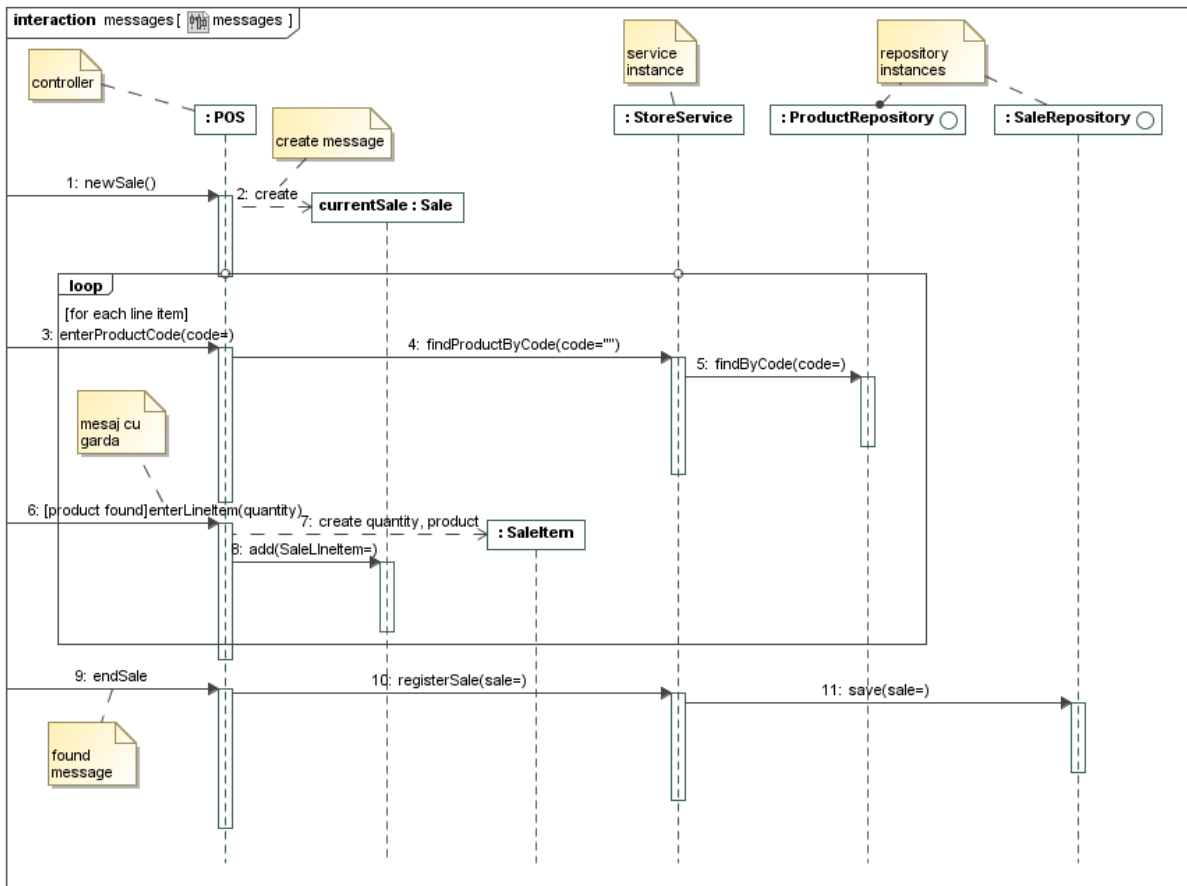 interaction messages [ messages ]
controller
service
instance
repository
instances
: POS
create message
: StoreService
: ProductRepository
: SaleRepository
1: newSale()
2: create
currentSale : Sale
loop
[for each line item]
3: enterProductCode(code=)
4: findProductByCode(code="")
5: findByCode(code=)
mesaj cu
garda
6: [product found]enterLineItem(quantity)
7: create quantity, product
: SaleItem
8: add(SaleLIneItem=)
9: endSale
10: registerSale(sale=)
11: save(sale=)
found
message